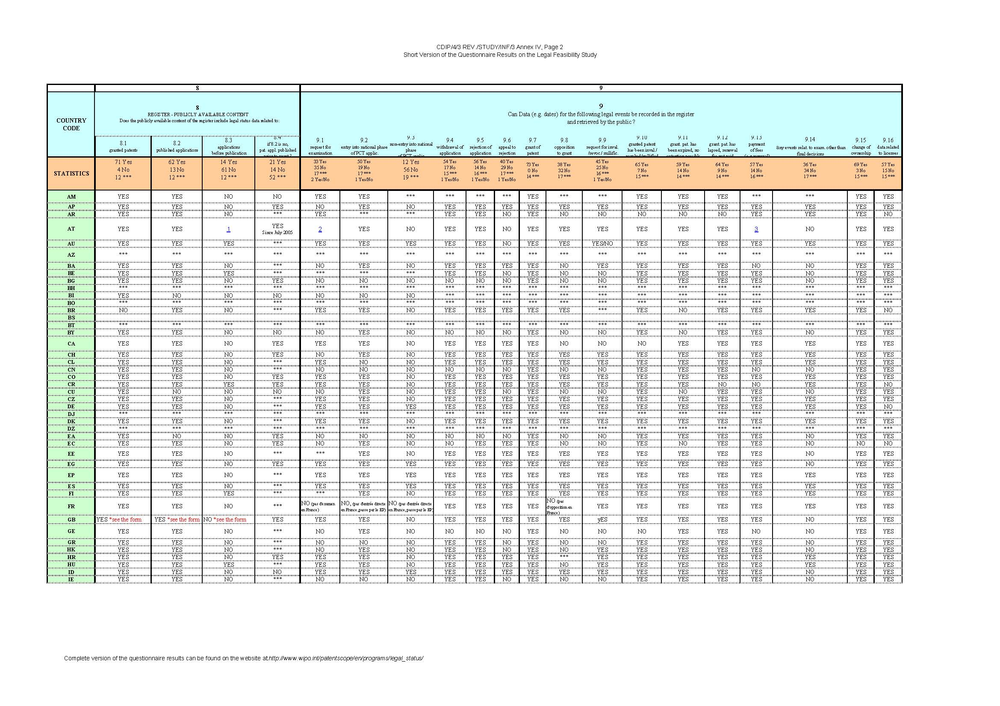 CDIP/4/3 REV./STUDY/INF/3 Annex IV, Page 2
Short Version of the Questionnaire Results on the Legal Feasibility Study
8 9
COUNTRY CODE
8
REGISTER - PUBLICLY AVAILABLE CONTENT
Does the publicly available content of the register include legal status data related to:
9
Can Data (e.g. dates) for the following legal events be recorded in the register
and retrieved by the public ?
8.1 granted patents
8.2 published applications
8.3 applications before publication
8.4 if 8.2 is no, pat. appl. published prior to grant ?
9.1 request for examination
9.2 entry into national phase of PCT applic.
9.3 non-entry into national phase of PCT applic.
9.4 withdrawal of application
9.5 rejection of application
9.6 appeal to rejection
9.7 grant of patent
9.8 opposition to grant
9.9 request for inval. /revoc./ nullific.
9.10 granted patent has been inval./
9.11 grant. pat. has been expired, no extention possible
9.12 grant. pat. has lapsed, renewal fee not paid
9.13 payment of fees (e.g. renewal)
9.14 any events relat. to exam. other than final decisions
9.15 change of ownership
9.16 data related to licenses
STATISTICS
71 Yes 4 No 12 ***
62 Yes 13 No 12 ***
14 Yes 61 No 12 ***
21 Yes 14 No 52 ***
33 Yes 35 No 17 *** 2 Yes/No
50 Yes 19 No 17 *** 1 Yes/No
12 Yes 56 No 19 ***
54 Yes 17 No 15 *** 1 Yes/No
56 Yes 14 No 16 *** 1 Yes/No
40 Yes 29 No 17 *** 1 Yes/No
73 Yes 0 No 14 ***
38 Yes 32 No 17 ***
45 Yes 25 No 16 *** 1 Yes/No
65 Yes 7 No 15 ***
59 Yes 14 No 14 ***
64 Yes 9 No 14 ***
57 Yes 14 No 16 ***
36 Yes 34 No 17 ***
69 Yes 3 No 15 ***
57 Yes 15 No 15 ***
AM YES YES NO NO YES YES *** *** *** *** YES *** *** YES YES YES *** *** YES YES
AP YES YES NO YES NO YES NO YES YES YES YES YES YES YES YES YES YES YES YES YES
AR YES YES NO *** YES *** *** YES YES NO YES NO NO NO NO NO YES YES YES NO
AT YES YES 1 YES Since July 2005 2 YES NO YES YES NO YES YES YES YES YES YES 3 NO YES YES
AU YES YES YES *** YES YES YES YES YES NO YES YES YES/NO YES YES YES YES YES YES YES
AZ *** *** *** *** *** *** *** *** *** *** *** *** *** *** *** *** *** *** *** ***
BA YES YES NO *** NO YES NO YES YES YES YES NO YES YES YES YES NO NO YES YES
BE YES YES YES *** *** *** *** YES YES NO YES NO NO YES YES YES YES NO YES YES
BG YES YES NO YES NO NO NO NO NO NO YES NO NO YES YES YES YES NO YES YES
BH *** *** *** *** *** *** *** *** *** *** *** *** *** *** *** *** *** *** *** ***
BI YES NO NO NO NO NO NO *** *** *** *** *** *** *** *** *** *** *** *** ***
BO *** *** *** *** *** *** *** *** *** *** *** *** *** *** *** *** *** *** *** ***
BR NO YES NO *** YES YES NO YES YES YES YES YES *** YES NO YES YES YES YES NO
BS
BT *** *** *** *** *** *** *** *** *** *** *** *** *** *** *** *** *** *** *** ***
BY YES YES NO NO NO YES NO NO NO NO YES NO NO YES NO YES YES NO YES YES
CA YES YES NO YES YES YES NO YES YES YES YES NO NO NO YES YES YES YES YES YES
CH YES YES NO YES NO YES NO YES YES YES YES YES YES YES YES YES YES YES YES YES
CL YES YES NO *** YES NO NO YES YES YES YES YES YES YES YES YES YES YES YES YES
CN YES YES NO *** NO NO NO NO NO NO YES NO NO YES YES YES NO NO YES YES
CO YES YES NO YES YES YES NO YES YES YES YES YES YES YES YES YES YES YES YES YES
CR YES YES YES YES YES YES NO YES YES YES YES YES YES YES YES NO NO YES YES NO
CU YES NO NO NO NO YES NO YES YES NO YES NO NO YES NO YES YES NO YES YES
CZ YES YES NO *** YES YES NO YES YES YES YES YES YES YES YES YES YES YES YES YES
DE YES YES NO *** YES YES YES YES YES YES YES YES YES YES YES YES YES YES YES NO
DJ *** *** *** *** *** *** *** *** *** *** *** *** *** *** *** *** *** *** *** ***
DK YES YES NO *** YES YES NO YES YES YES YES YES YES YES YES YES YES YES YES YES
DZ *** *** *** *** *** *** *** *** *** *** *** *** *** *** *** *** *** *** *** ***
EA YES NO NO YES NO NO NO NO NO NO YES NO NO YES YES YES YES NO YES YES
EC YES YES NO YES NO YES NO NO YES YES YES NO NO YES NO YES YES NO NO NO
EE YES YES NO *** *** YES NO YES YES YES YES YES YES YES YES YES YES NO YES YES
EG YES YES NO YES YES YES YES YES YES YES YES YES YES YES YES YES YES NO YES YES
EP YES YES NO *** YES YES YES YES YES YES YES YES YES YES YES YES YES YES YES YES
ES YES YES NO *** YES YES YES YES YES YES YES YES YES YES YES YES YES YES YES YES
FI YES YES YES *** *** YES NO YES YES YES YES YES YES YES YES YES YES YES YES YES
FR YES YES NO *** NO (pas d'examen en France) NO, (pas d'entrée directe en France ,passe par le EP) NO (pas d'entrée directe en France, passe par le EP) YES YES YES YES NO (pas d'opposition en France) YES YES YES YES YES YES YES YES
GB YES *see the form YES *see the form NO *see the form YES YES YES NO YES YES YES YES YES yES YES YES YES YES NO YES YES
GE YES YES NO *** NO YES NO NO NO NO YES NO NO NO YES YES NO NO YES YES
GR YES YES NO *** NO NO NO YES YES NO YES NO NO YES YES YES YES NO YES YES
HK YES YES NO *** NO YES NO YES YES NO YES NO YES YES YES YES YES NO YES YES
HR YES YES NO YES YES YES NO YES YES YES YES *** YES YES YES YES YES YES YES YES
HU YES YES YES *** YES YES NO YES YES YES YES NO YES YES YES YES YES YES YES YES
ID YES YES NO NO YES YES YES YES YES YES YES YES YES YES YES YES YES NO YES YES
IE YES YES NO *** NO NO NO YES YES NO YES NO NO YES YES YES YES NO YES YES
Complete version of the questionnaire results can be found on the website at http://www.wipo.int/patentscope/en/programs/legal_status/